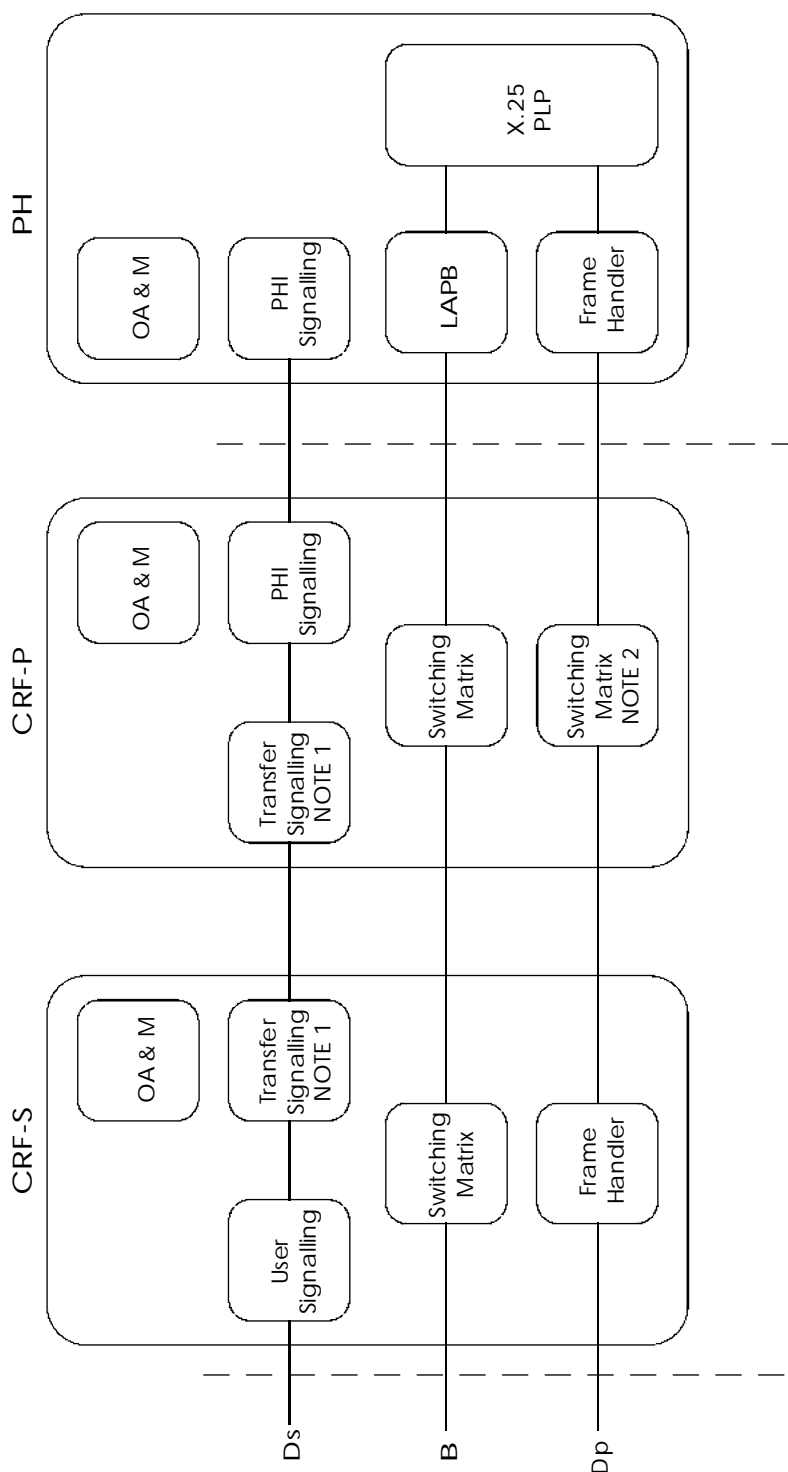 CRF-S
CRF-P
PH
OA & M
OA & M
OA & M
Ds
User
Signalling
Transfer
Signalling
NOTE 1
Transfer
Signalling
NOTE 1
PHI
Signalling
PHI
Signalling
B
Switching
Matrix
Switching
Matrix
LAPB
X.25
PLP
Dp
Frame
Handler
Switching
Matrix
NOTE 2
Frame
Handler